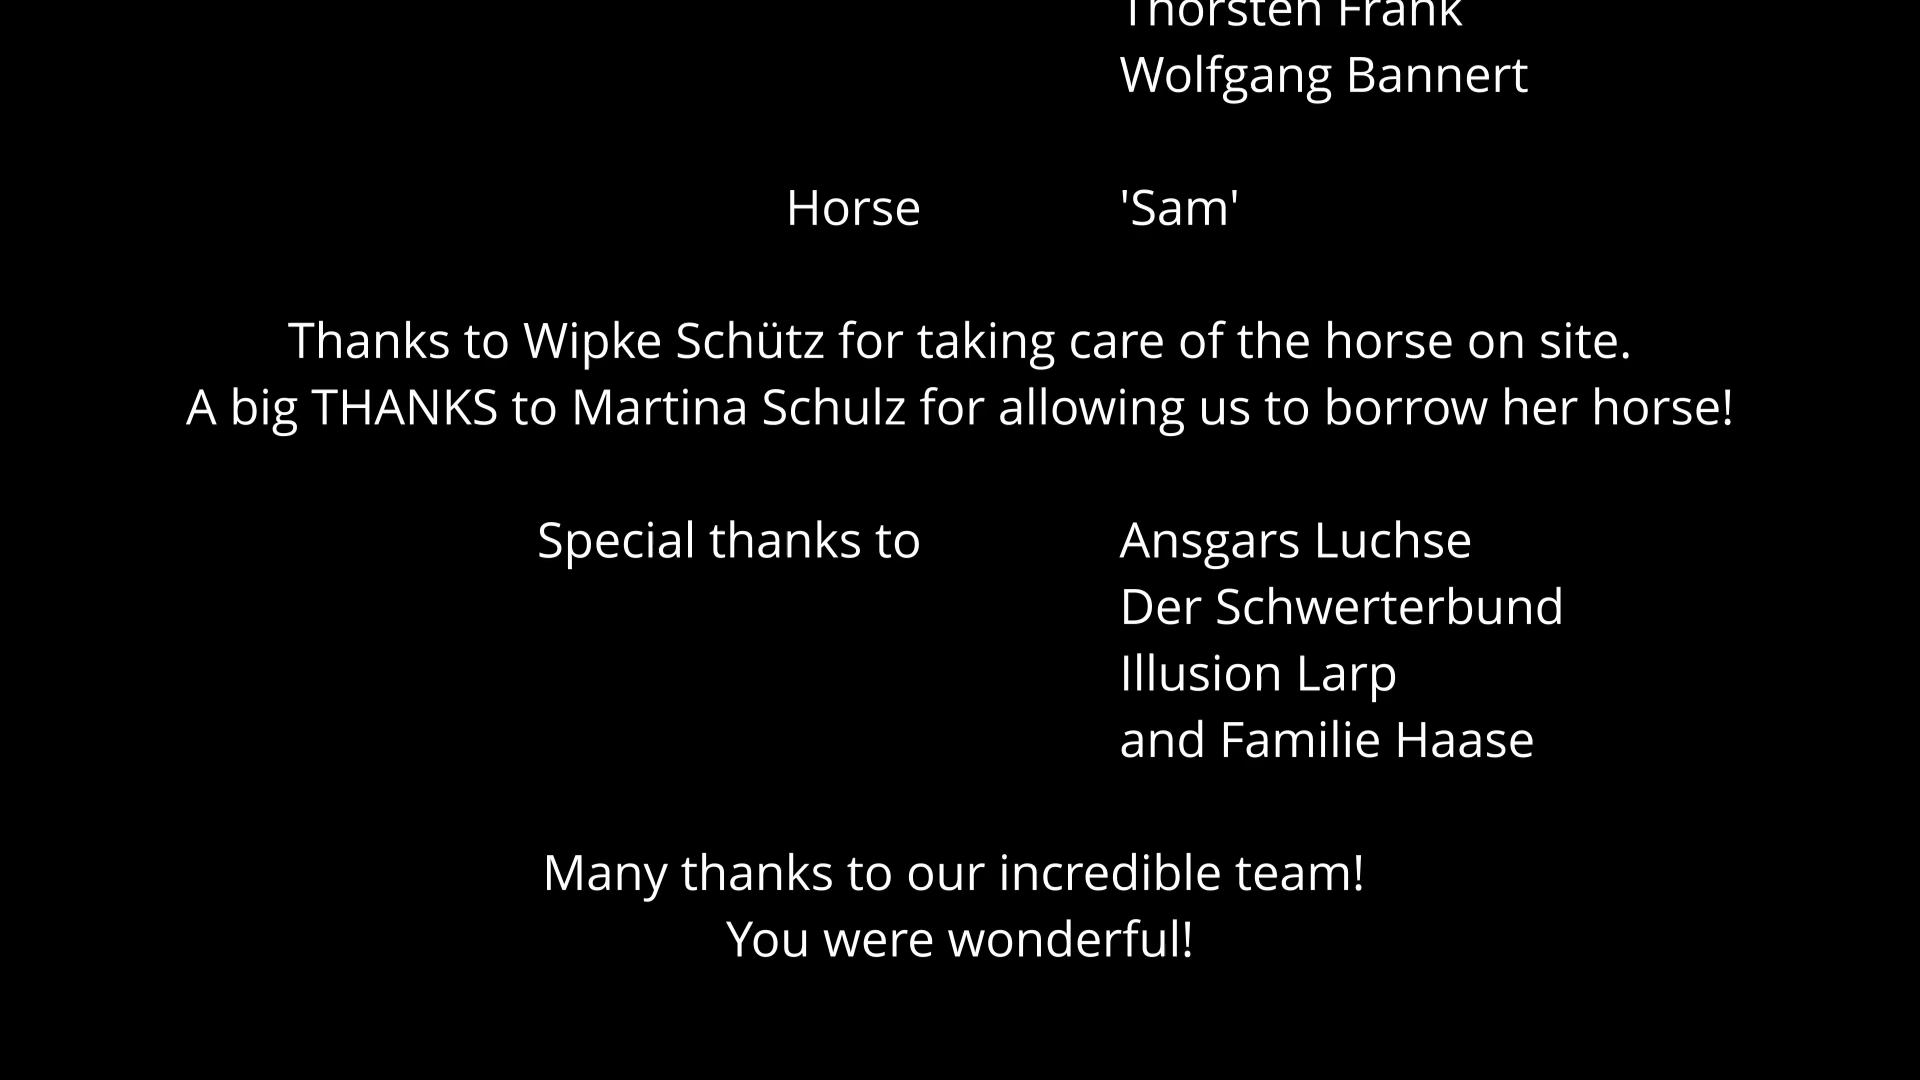 Thorsten Frank
Wolfgang Bannert
Horse 'Sam'
Thanks to Wipke Schütz for taking care of the horse on site.
A big THANKS to Martina Schulz for allowing us to borrow her horse!
Special thanks to Ansgars Luchse
Der Schwerterbund
Illusion Larp
and Familie Haase
Many thanks to our incredible team!
You were wonderful!